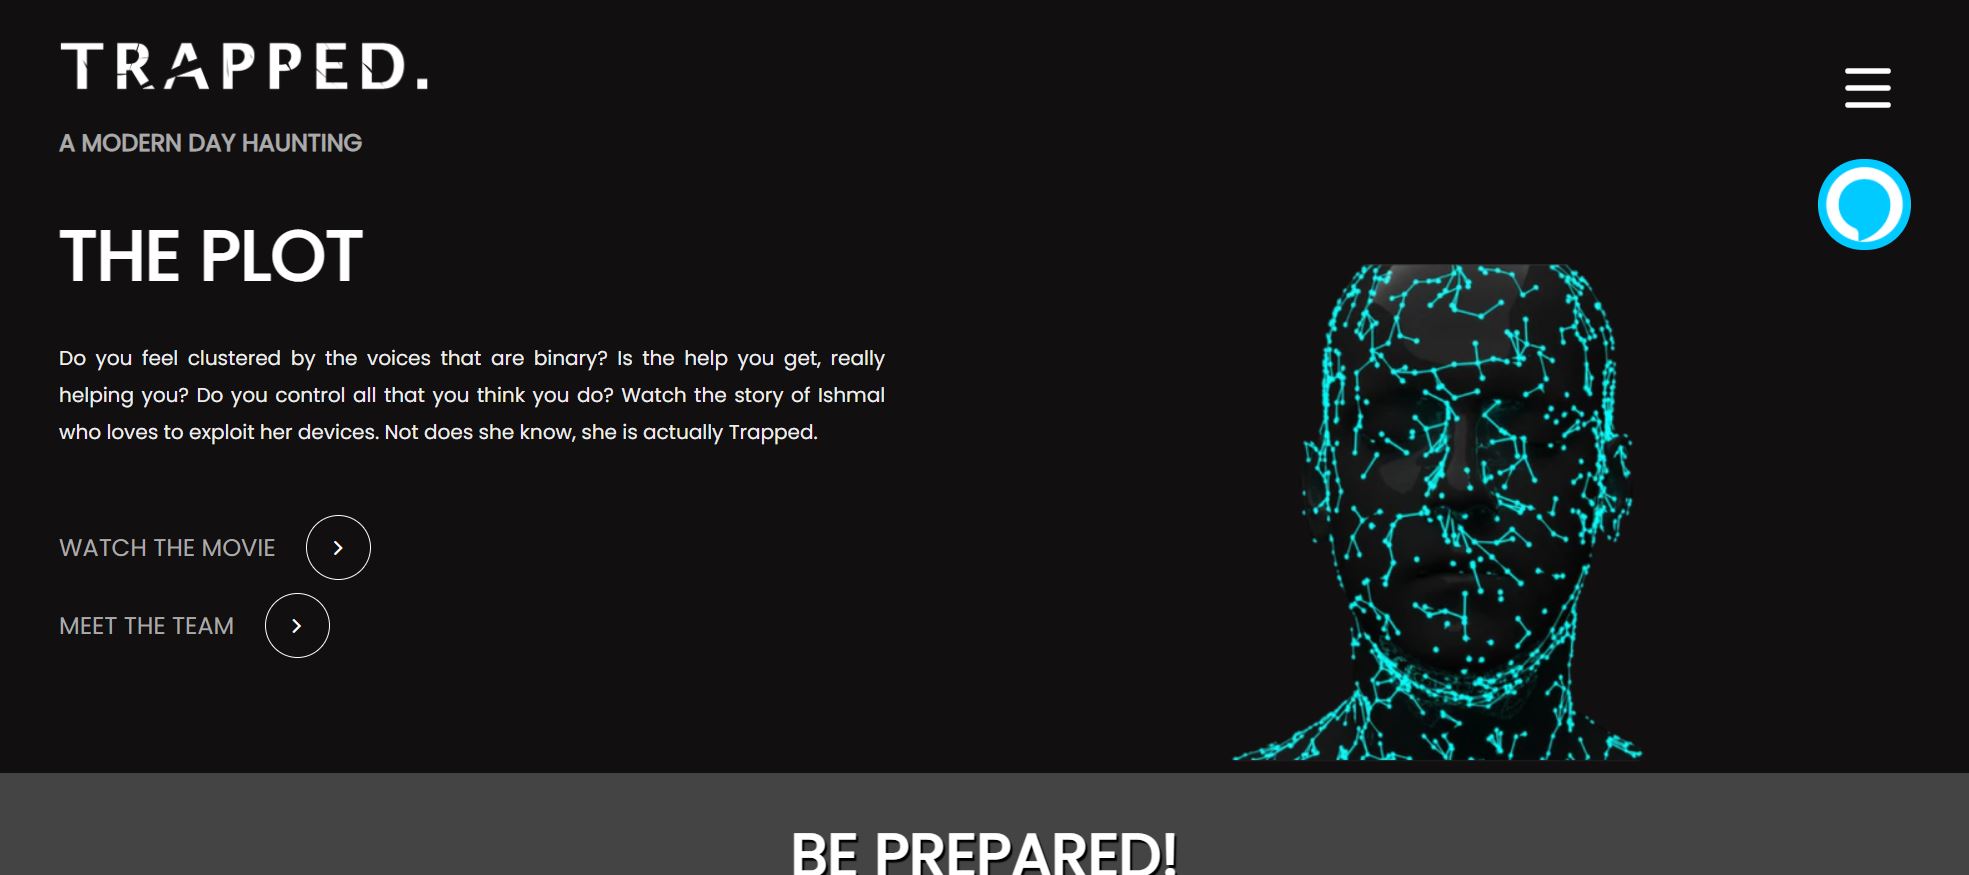 TRAPPED.
A MODERN DAY HAUNTING
THE PLOT
Do you feel clustered by the voices that are binary? Is the help you get, really
helping you? Do you control all that you think you do? Watch the story of Ishmal
who loves to exploit her devices. Not does she know, she is actually Trapped.
WATCH THE MOVIE
MEET THE TEAM
BE PREPARED!